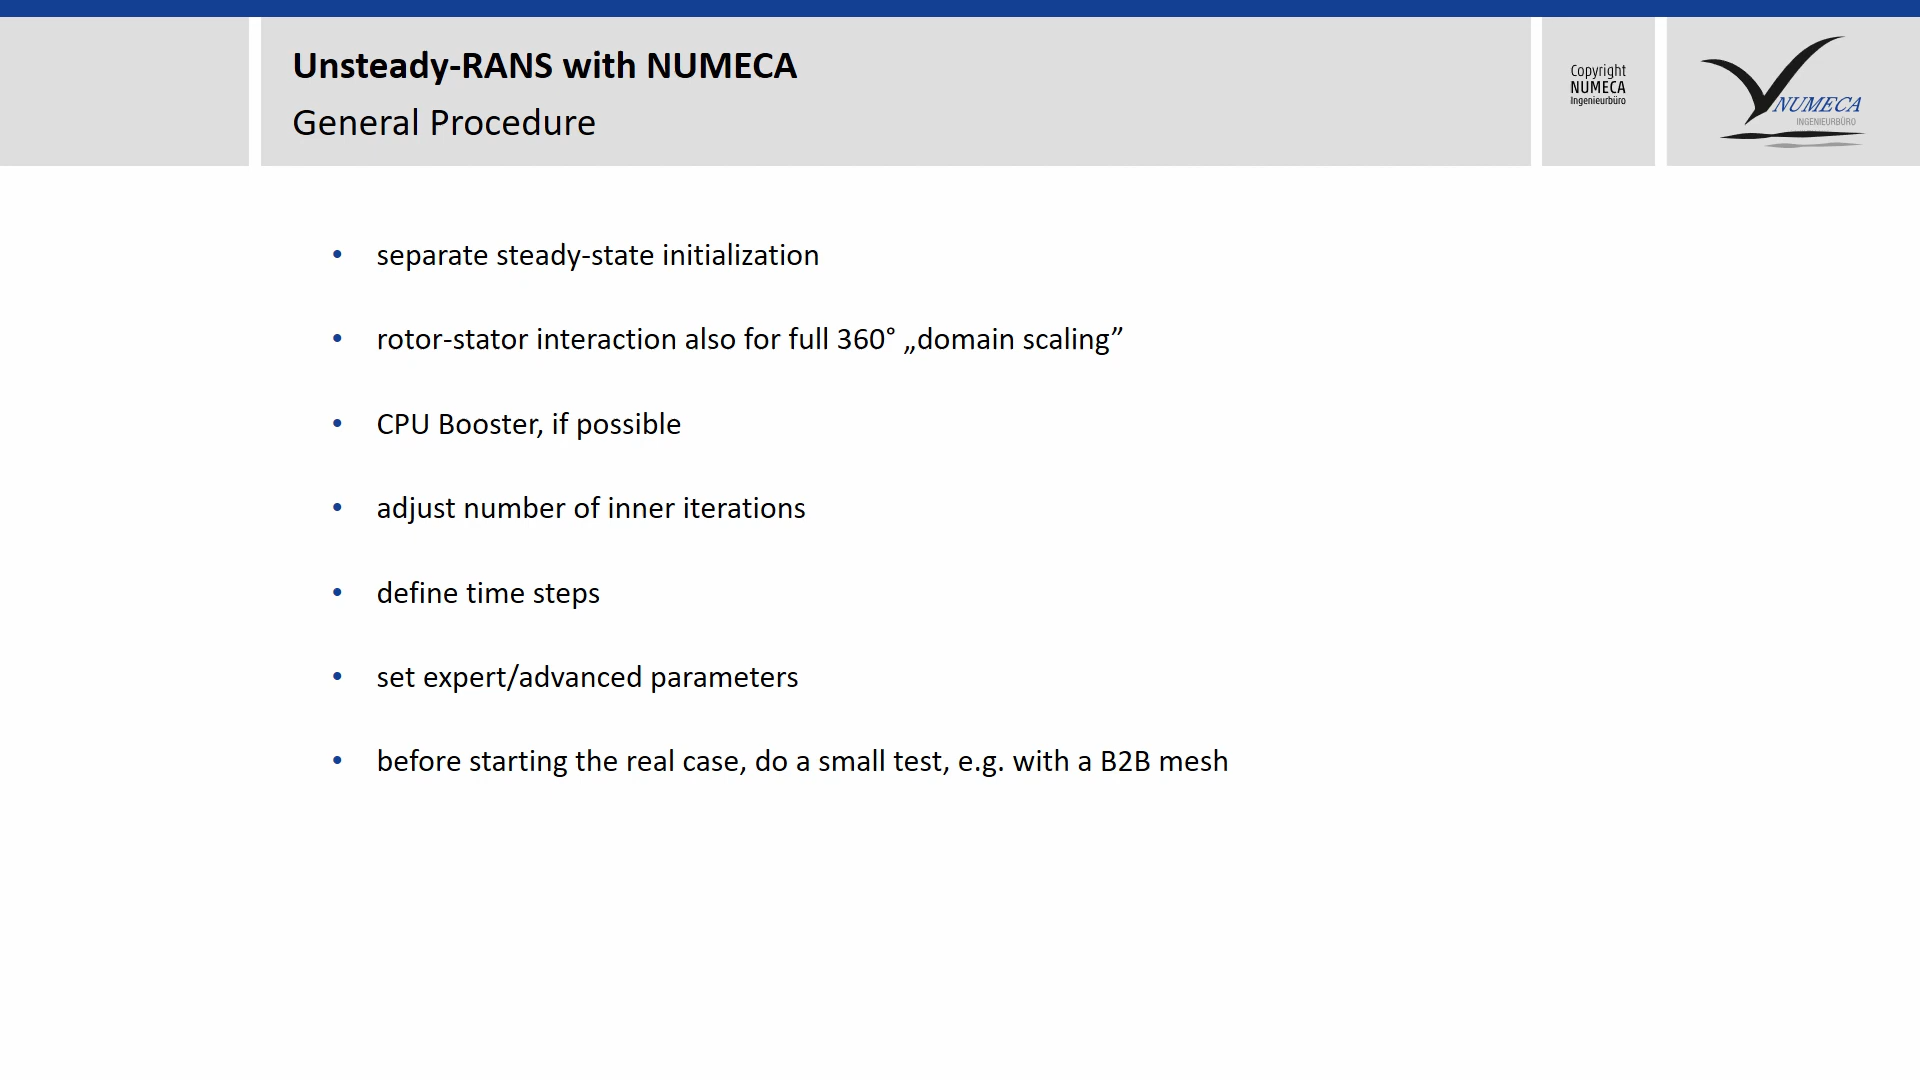 Unsteady-RANS with NUMECA
General Procedure
Copyright
NUMECA
Ingenieurbüro
NUMECA
INGENIEURBÜRO
• separate steady-state initialization
• rotor-stator interaction also for full 360° „domain scaling”
• CPU Booster, if possible
• adjust number of inner iterations
• define time steps
• set expert/advanced parameters
• before starting the real case, do a small test, e.g. with a B2B mesh